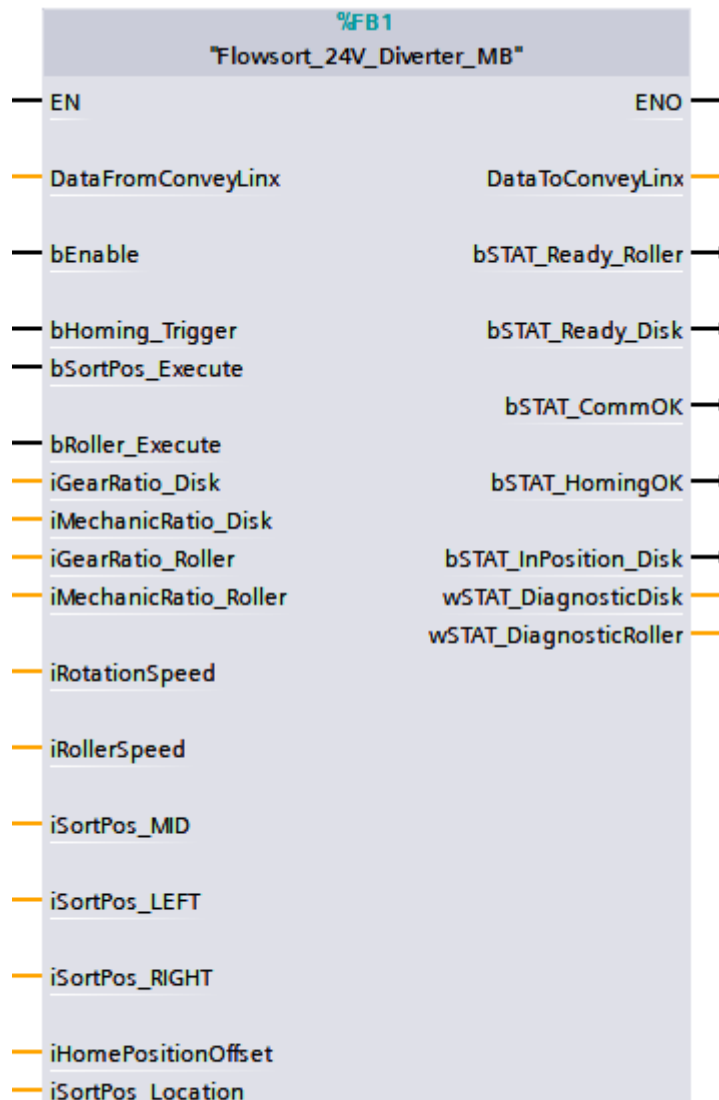 %FB1
"Flowsort_24V_Diverter_MB"
EN ENO
DataFromConveyLinx DataToConveyLinx
bEnable bSTAT_Ready_Roller
bHoming_Trigger bSTAT_Ready_Disk
bSortPos_Execute
bSTAT_CommOK
bRoller_Execute
iGearRatio_Disk bSTAT_HomingOK
iMechanicRatio_Disk
iGearRatio_Roller bSTAT_InPosition_Disk
iMechanicRatio_Roller wSTAT_DiagnosticDisk
wSTAT_DiagnosticRoller
iRotationSpeed
iRollerSpeed
iSortPos_MID
iSortPos_LEFT
iSortPos_RIGHT
iHomePositionOffset
iSortPos_Location